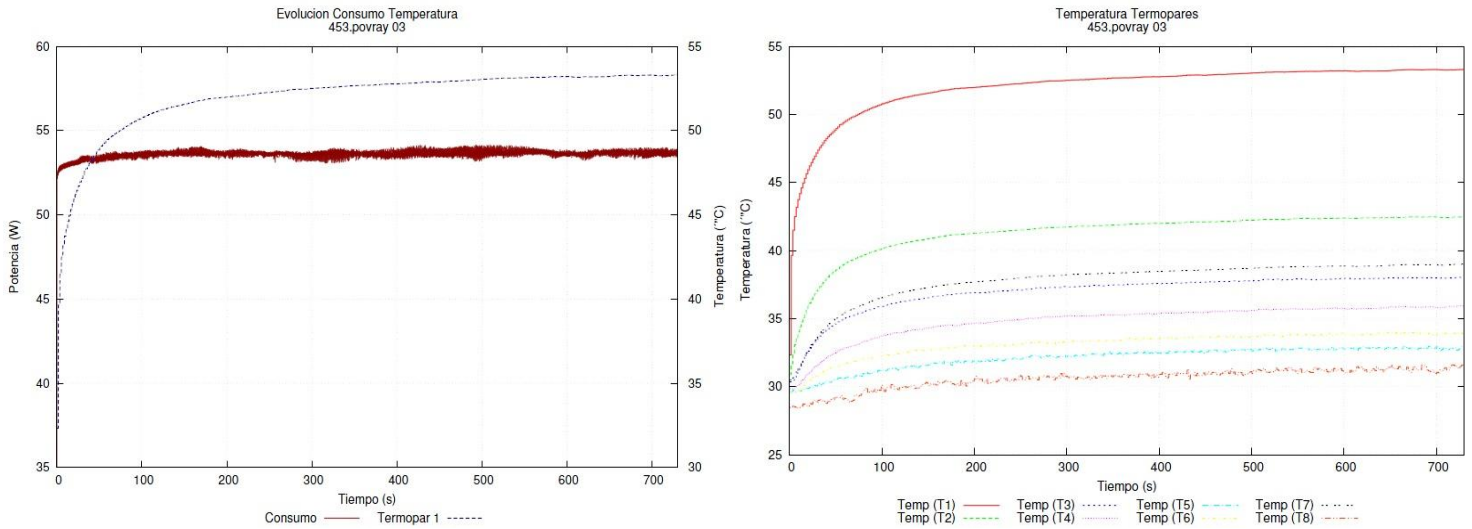 Evolucion Consumo Temperatura
453.povray 03
60
55
50
45
40
35
55
50
45
40
35
30
Potencia (W)
Temperatura (°C)
0 100 200 300 400 500 600 700
Tiempo (s)
Consumo Termopar 1
Temperatura Termopares
453.povray 03
55
50
45
40
35
30
25
Temperatura (°C)
0 100 200 300 400 500 600 700
Tiempo (s)
Temp (T1) Temp (T3) Temp (T5) Temp (T7)
Temp (T2) Temp (T4) Temp (T6) Temp (T8)